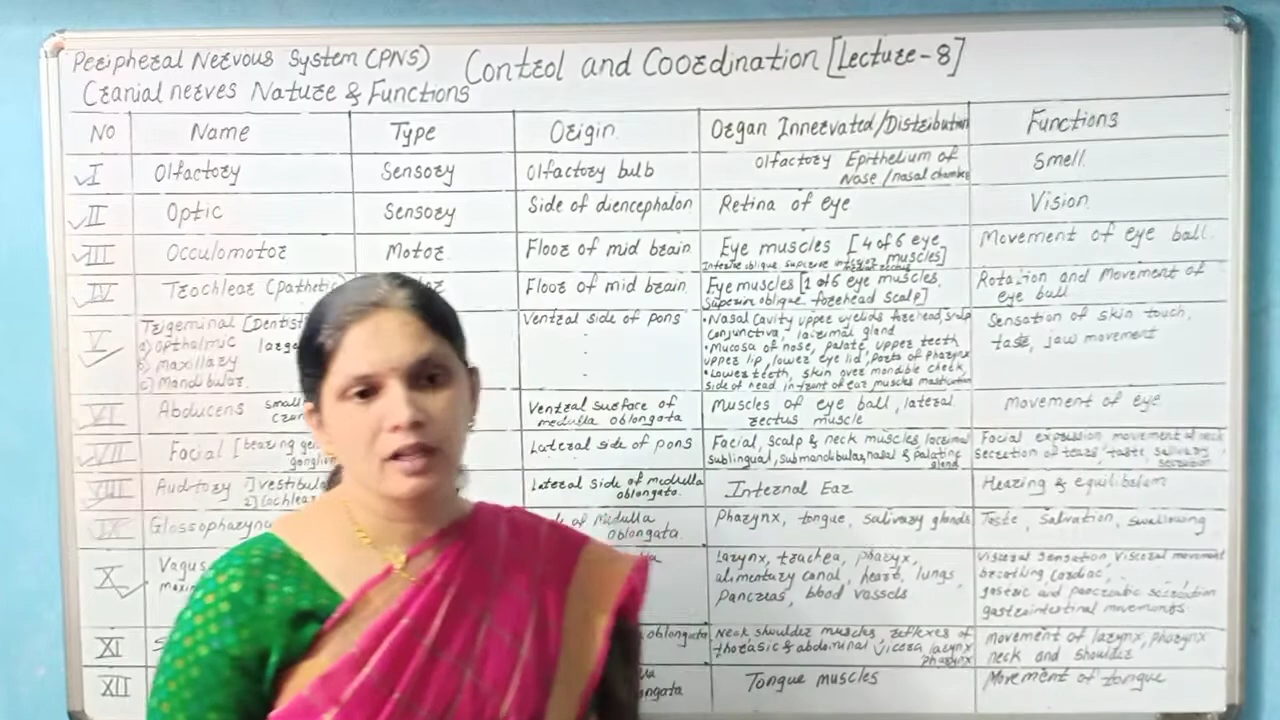 Peripheral Nervous System (PNS) Control and Coordination [Lecture-8]
Cranial nerves Nature & Functions
No Name Type Origin Organ Innervated/Distribution Functions
I Olfactory Sensory Olfactory bulb Olfactory Epithelium of Smell
Nose/nasal chamber
II Optic Sensory Side of diencephalon Retina of eye Vision
III Occulomotor Motor Floor of mid brain Eye muscles [4 of 6 eye Movement of eye ball
muscles]
IV Trochlear (pathetic) Floor of mid brain Eye muscles [1 of 6 eye muscles, Rotation and Movement of
Superior oblique forehead scalp] eye ball
V Trigeminal [Dentist Ventral side of pons •Nasal Cavity upper eyelids forehead, scalp Sensation of skin touch,
a) opthalmic large conjunctiva, lacrimal gland taste, jaw movement
b) maxillary •Mucosa of nose, palate, upper teeth
upper lip, lower eye lid, parts of pharynx
c) Mandibular •Lower teeth, skin over mandible cheek,
side of head in front of ear muscles mastication
VI Abducens small Ventral surface of Muscles of eye ball, lateral movement of eye
medulla oblongata rectus muscle
VII Facial [bearing Lateral side of pons Facial, scalp & neck muscles, lacrimal Facial expression movement of neck
sublingual, submandibular, nasal & palatine secretion of tears, taste, salivary
gland
VIII Auditory 1) vestibul Lateral side of medulla Internal Ear Hearing & equilibrium
2) cochlear oblongata.
IX Glossopharyn of Medulla Pharynx, tongue, salivary glands Taste, salvation, swallowing
oblongata
X Vagus Larynx, trachea, pharyx, Visceral sensation, visceral movement
alimentary canal, heart, lungs, breathing, cardiac,
Pancreas, blood vessels gastric and pancreatic secreation
XI oblongata Neck shoulder muscles, reflexes of movement of larynx, pharynx
thorasic & abdominal vicera larynx neck and shoulder
pharynx
XII ongata Tongue muscles Movement of tongue